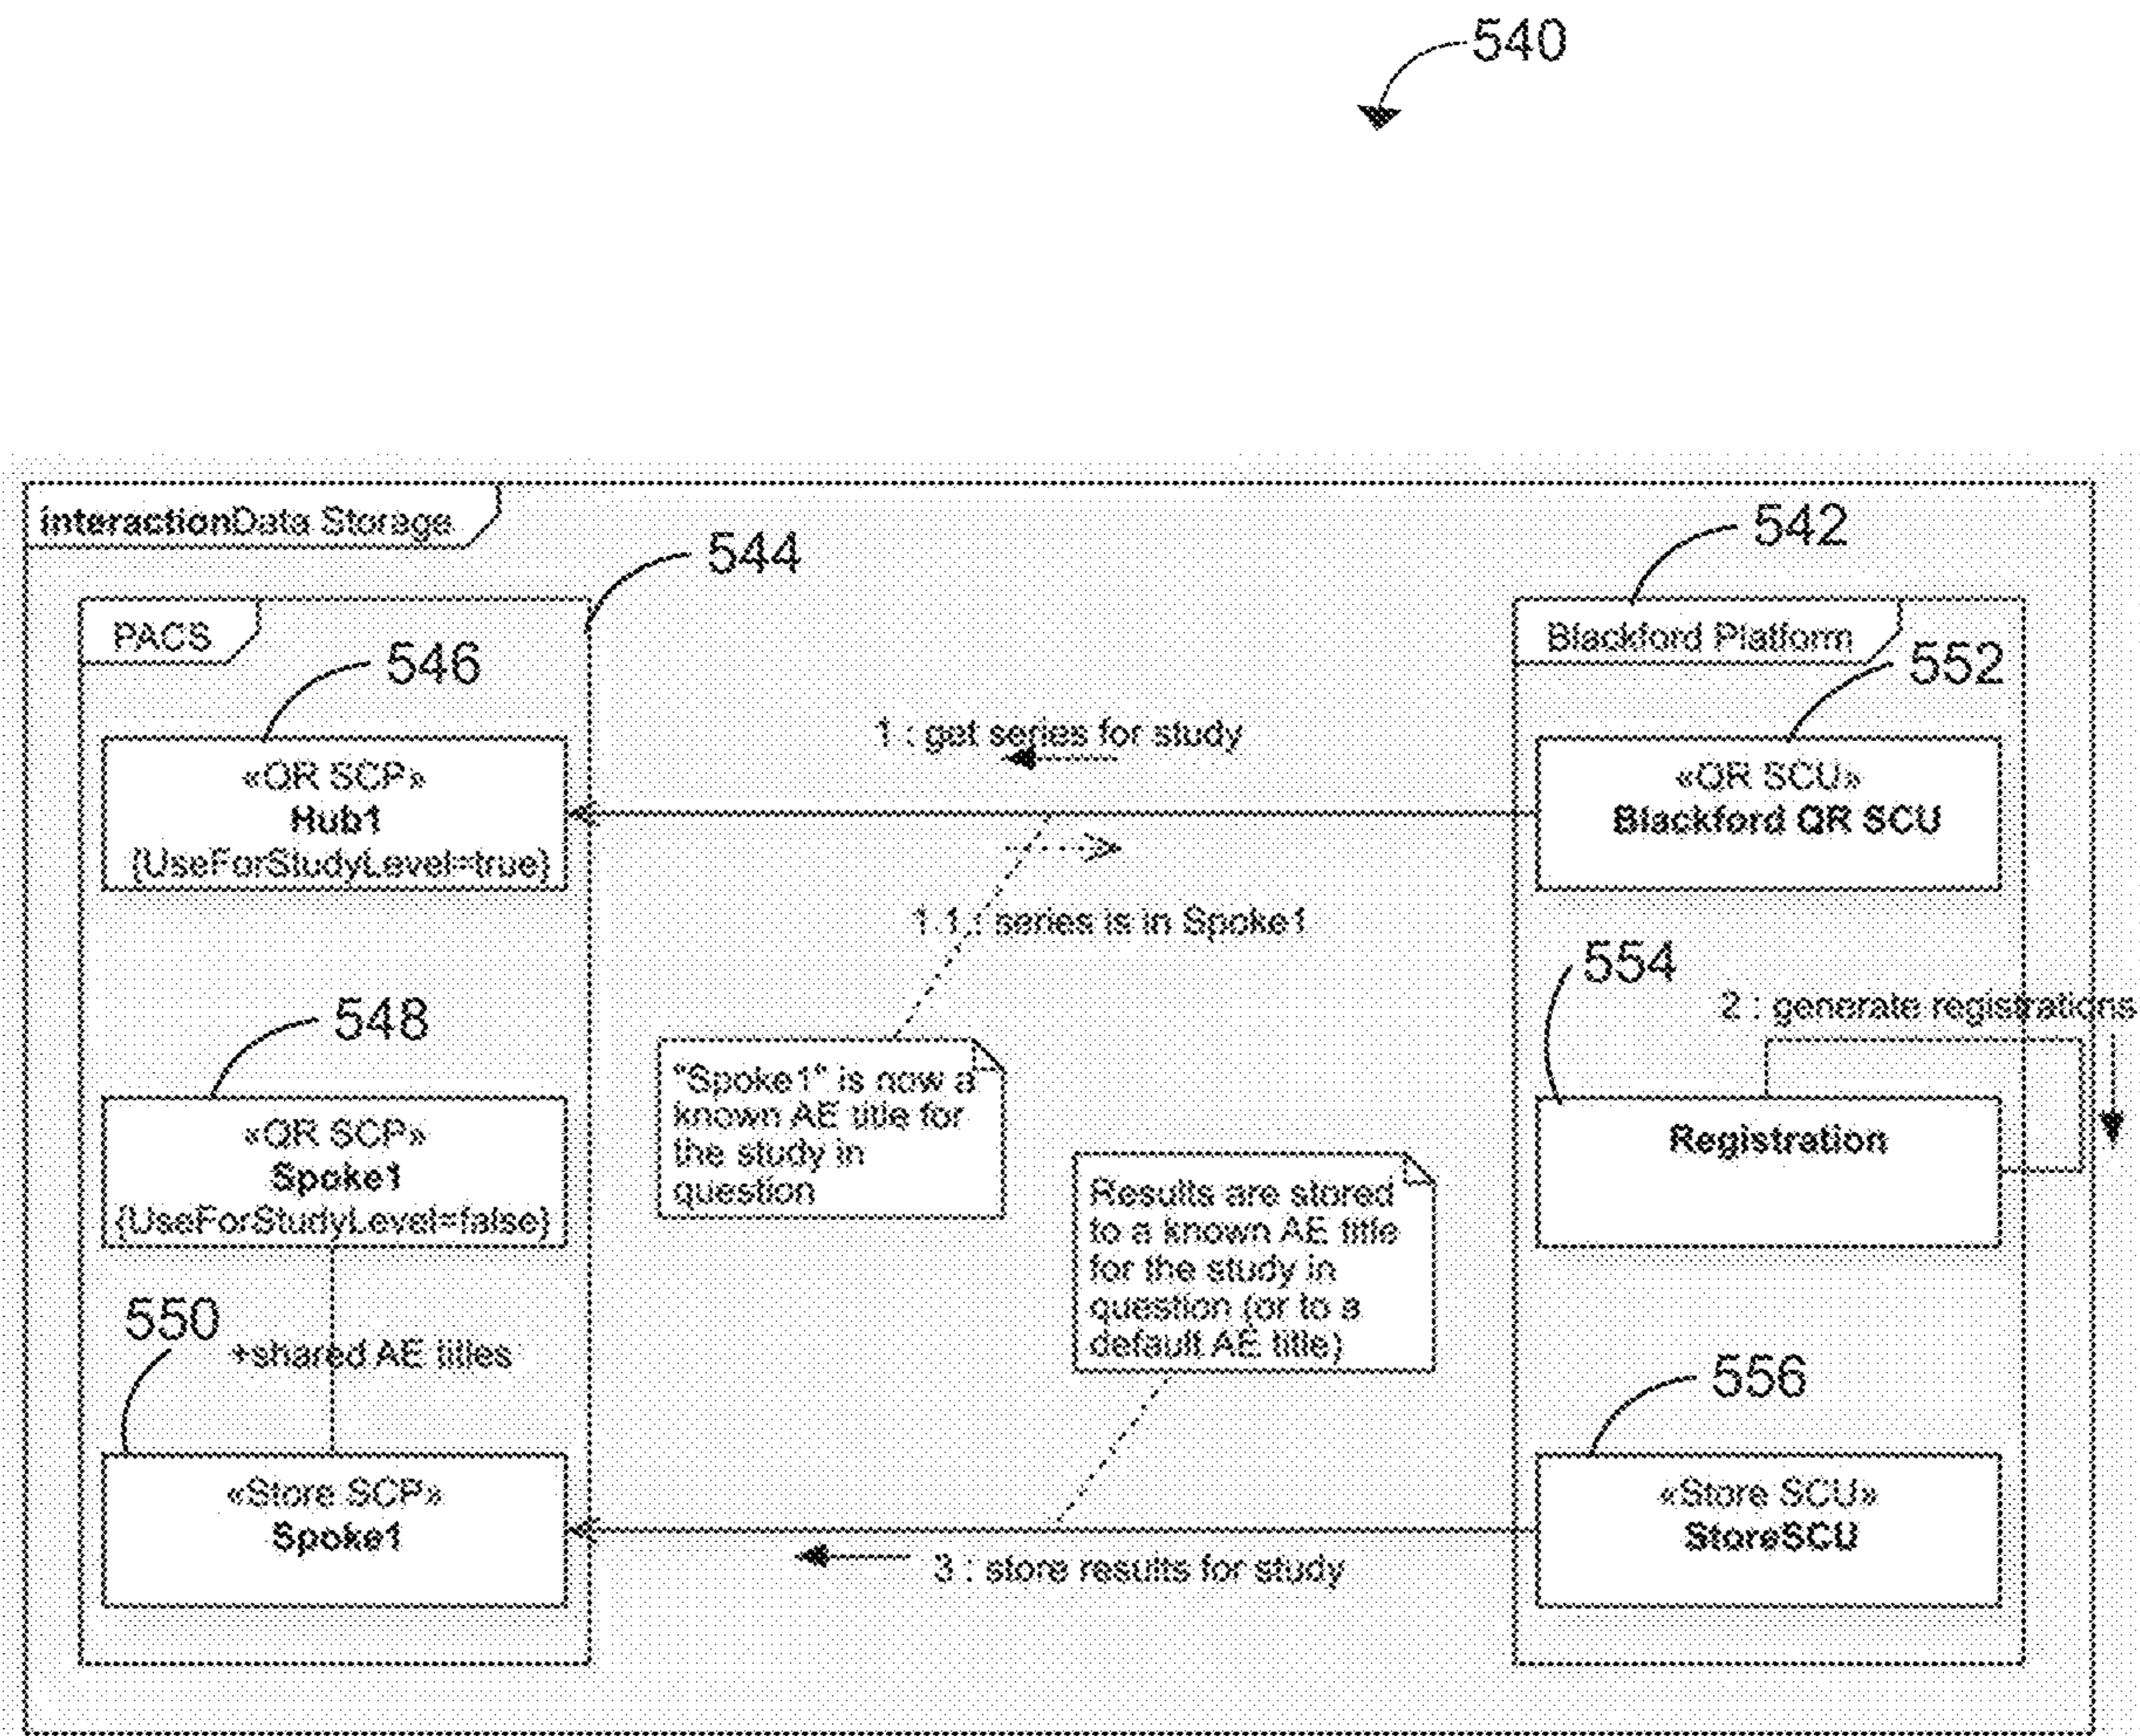 540
interactionData Storage
544
542
PACS
Blackford Platform
546
552
1 : get series for study
«QR SCP»
Hub1
{UseForStudyLevel=true}
«QR SCU»
Blackford QR SCU
1.1 : series is in Spoke1
554
2 : generate registrations
548
"Spoke1" is now a
known AE title for
the study in
question
«QR SCP»
Spoke1
{UseForStudyLevel=false}
Registration
Results are stored
to a known AE title
for the study in
question (or to a
default AE title)
550
+shared AE titles
556
«Store SCP»
Spoke1
«Store SCU»
StoreSCU
3 : store results for study